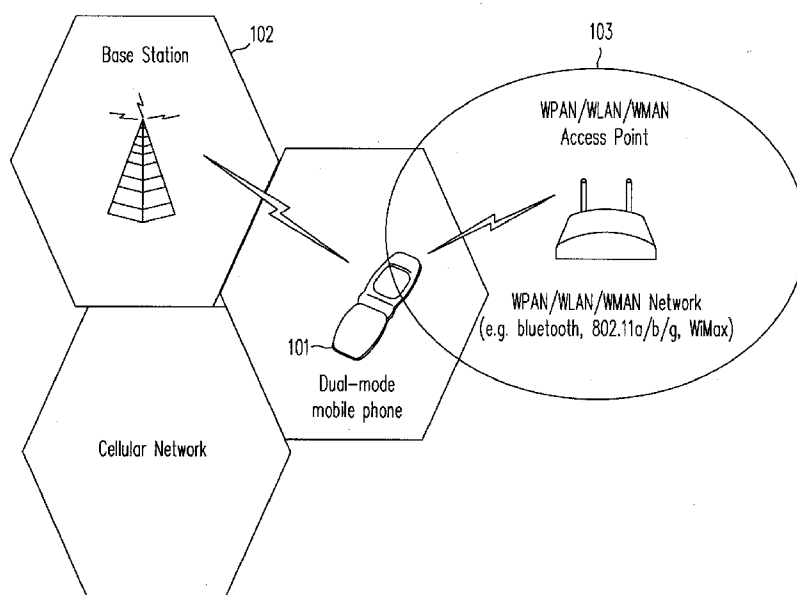 102
Base Station
103
WPAN/WLAN/WMAN
Access Point
WPAN/WLAN/WMAN Network
(e.g. bluetooth, 802.11a/b/g, WiMax)
101
Dual-mode
mobile phone
Cellular Network